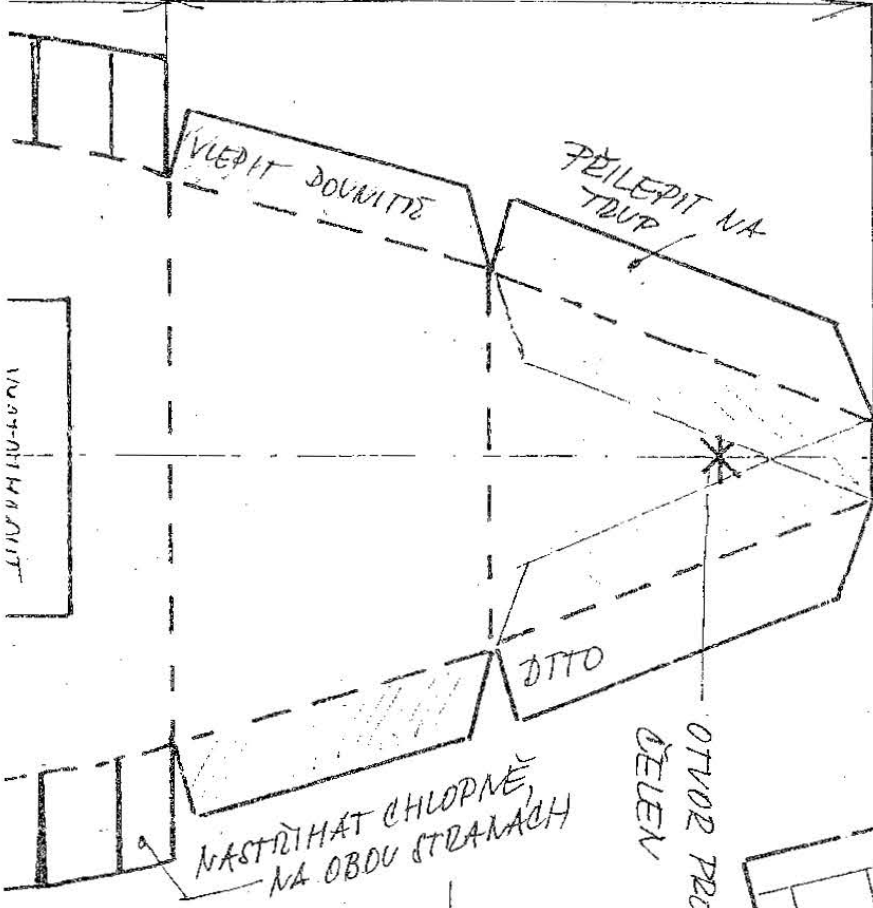 VLEPIT DOVNITŘ
PŘILEPIT NA
TRUP
DTTO
OTVOR PRO
ČELEN
NASTŘIHAT CHLOPNĚ,
NA OBOU STRANÁCH